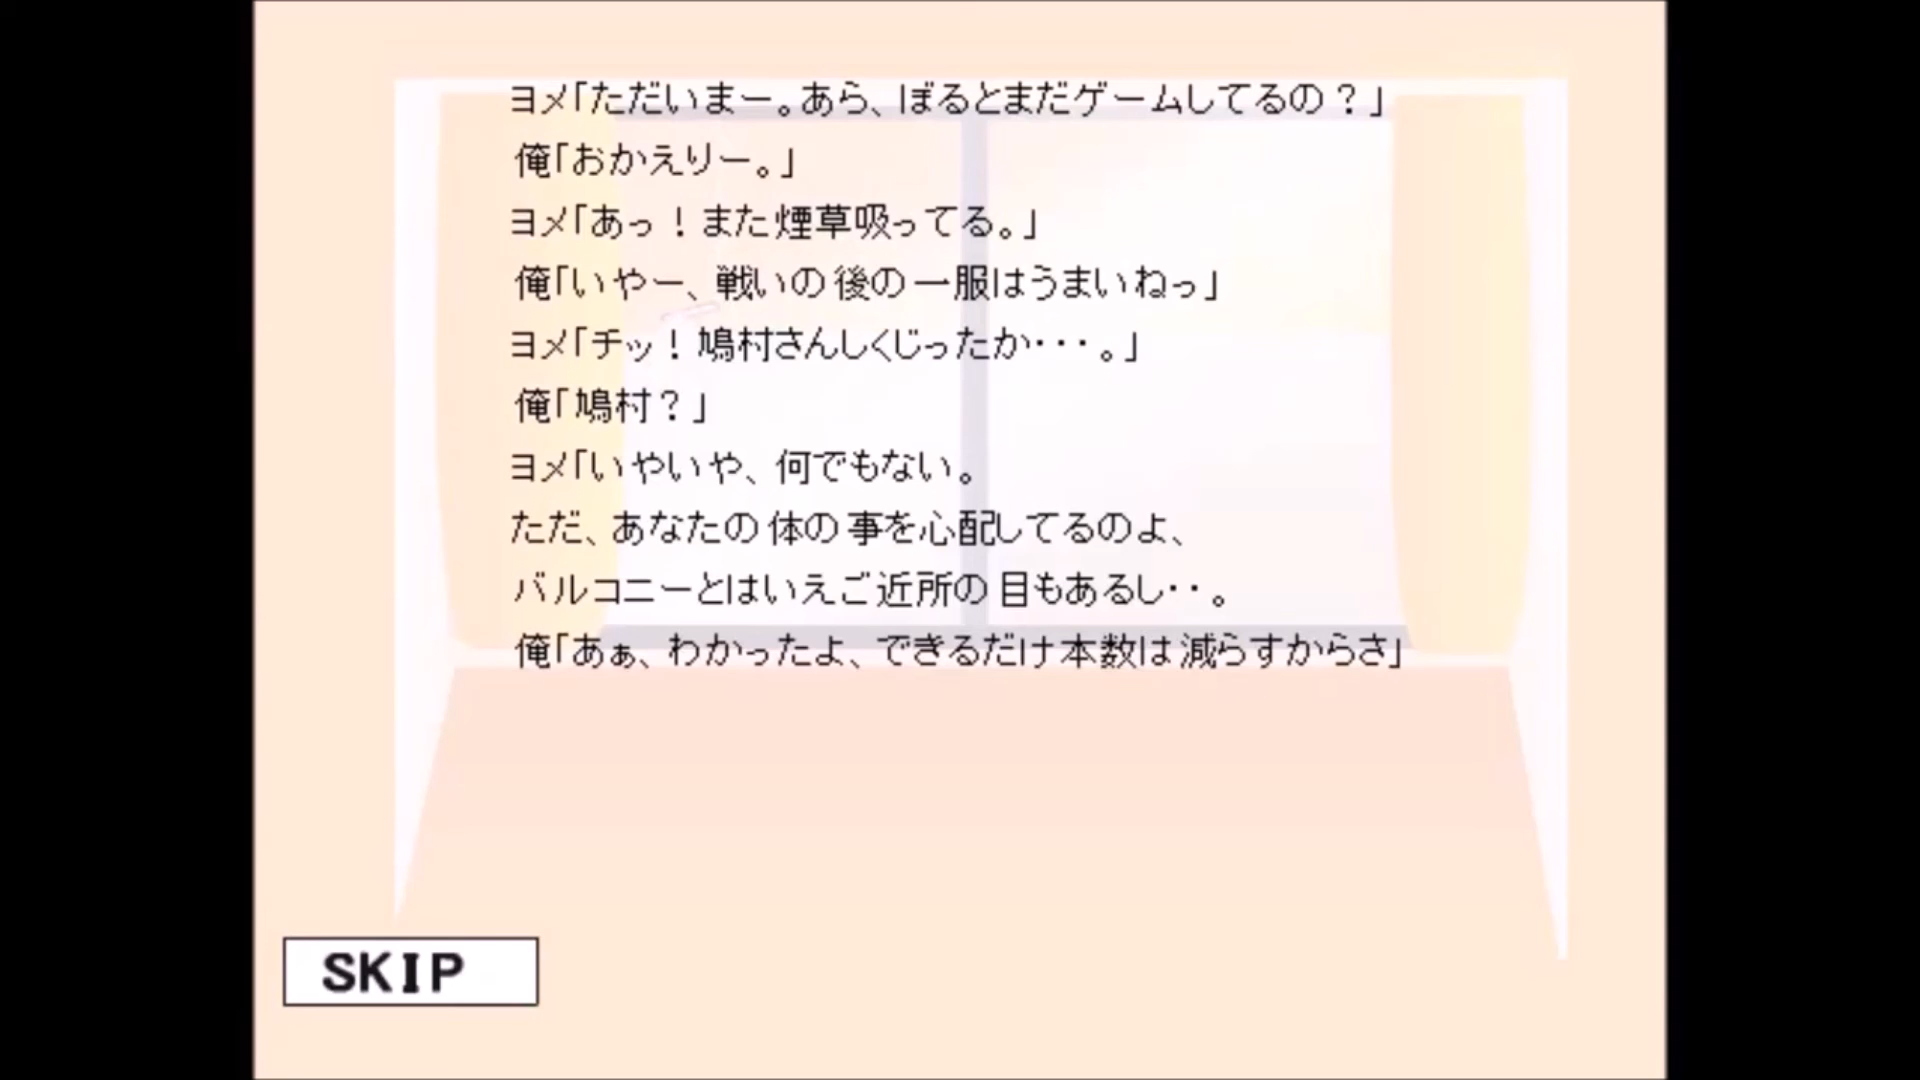 ヨメ「ただいまー。あら、ぼるとまだゲームしてるの？」
俺「おかえりー。」
ヨメ「あっ！また煙草吸ってる。」
俺「いやー、戦いの後の一服はうまいねっ」
ヨメ「チッ！鳩村さんしくじったか・・・。」
俺「鳩村？」
ヨメ「いやいや、何でもない。
ただ、あなたの体の事を心配してるのよ、
バルコニーとはいえご近所の目もあるし・・。
俺「あぁ、わかったよ、できるだけ本数は減らすからさ」
SKIP